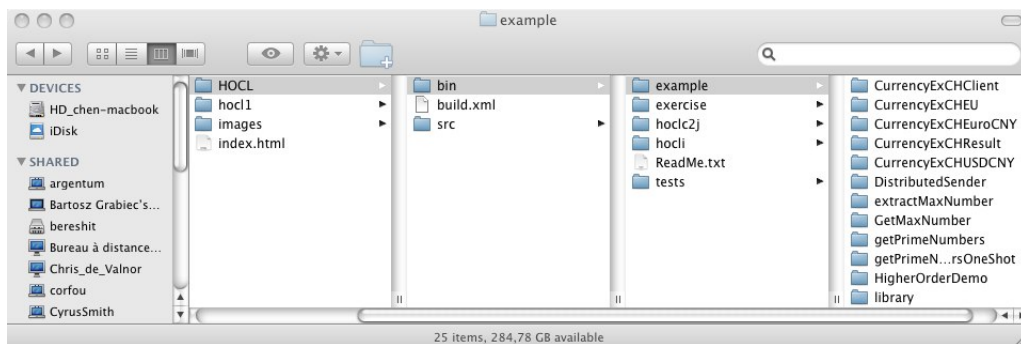 example
DEVICES
HD_chen-macbook
iDisk
SHARED
argentum
Bartosz Grabiec's...
bereshit
Bureau à distance...
Chris_de_Valnor
corfou
CyrusSmith
HOCL
hocl1
images
index.html
bin
build.xml
src
example
exercise
hoclc2j
hocli
ReadMe.txt
tests
CurrencyExCHClient
CurrencyExCHEU
CurrencyExCHEuroCNY
CurrencyExCHResult
CurrencyExCHUSDCNY
DistributedSender
extractMaxNumber
GetMaxNumber
getPrimeNumbers
getPrimeN...rsOneShot
HigherOrderDemo
library
25 items, 284,78 GB available